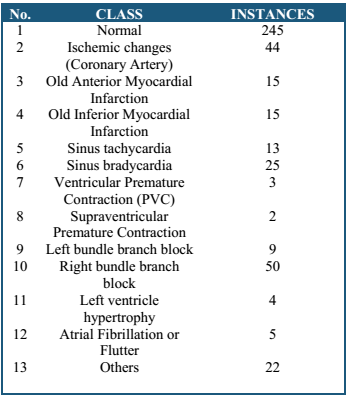 No. CLASS INSTANCES
1 Normal 245
2 Ischemic changes 44
(Coronary Artery)
3 Old Anterior Myocardial 15
Infarction
4 Old Inferior Myocardial 15
Infarction
5 Sinus tachycardia 13
6 Sinus bradycardia 25
7 Ventricular Premature 3
Contraction (PVC)
8 Supraventricular 2
Premature Contraction
9 Left bundle branch block 9
10 Right bundle branch 50
block
11 Left ventricle 4
hypertrophy
12 Atrial Fibrillation or 5
Flutter
13 Others 22